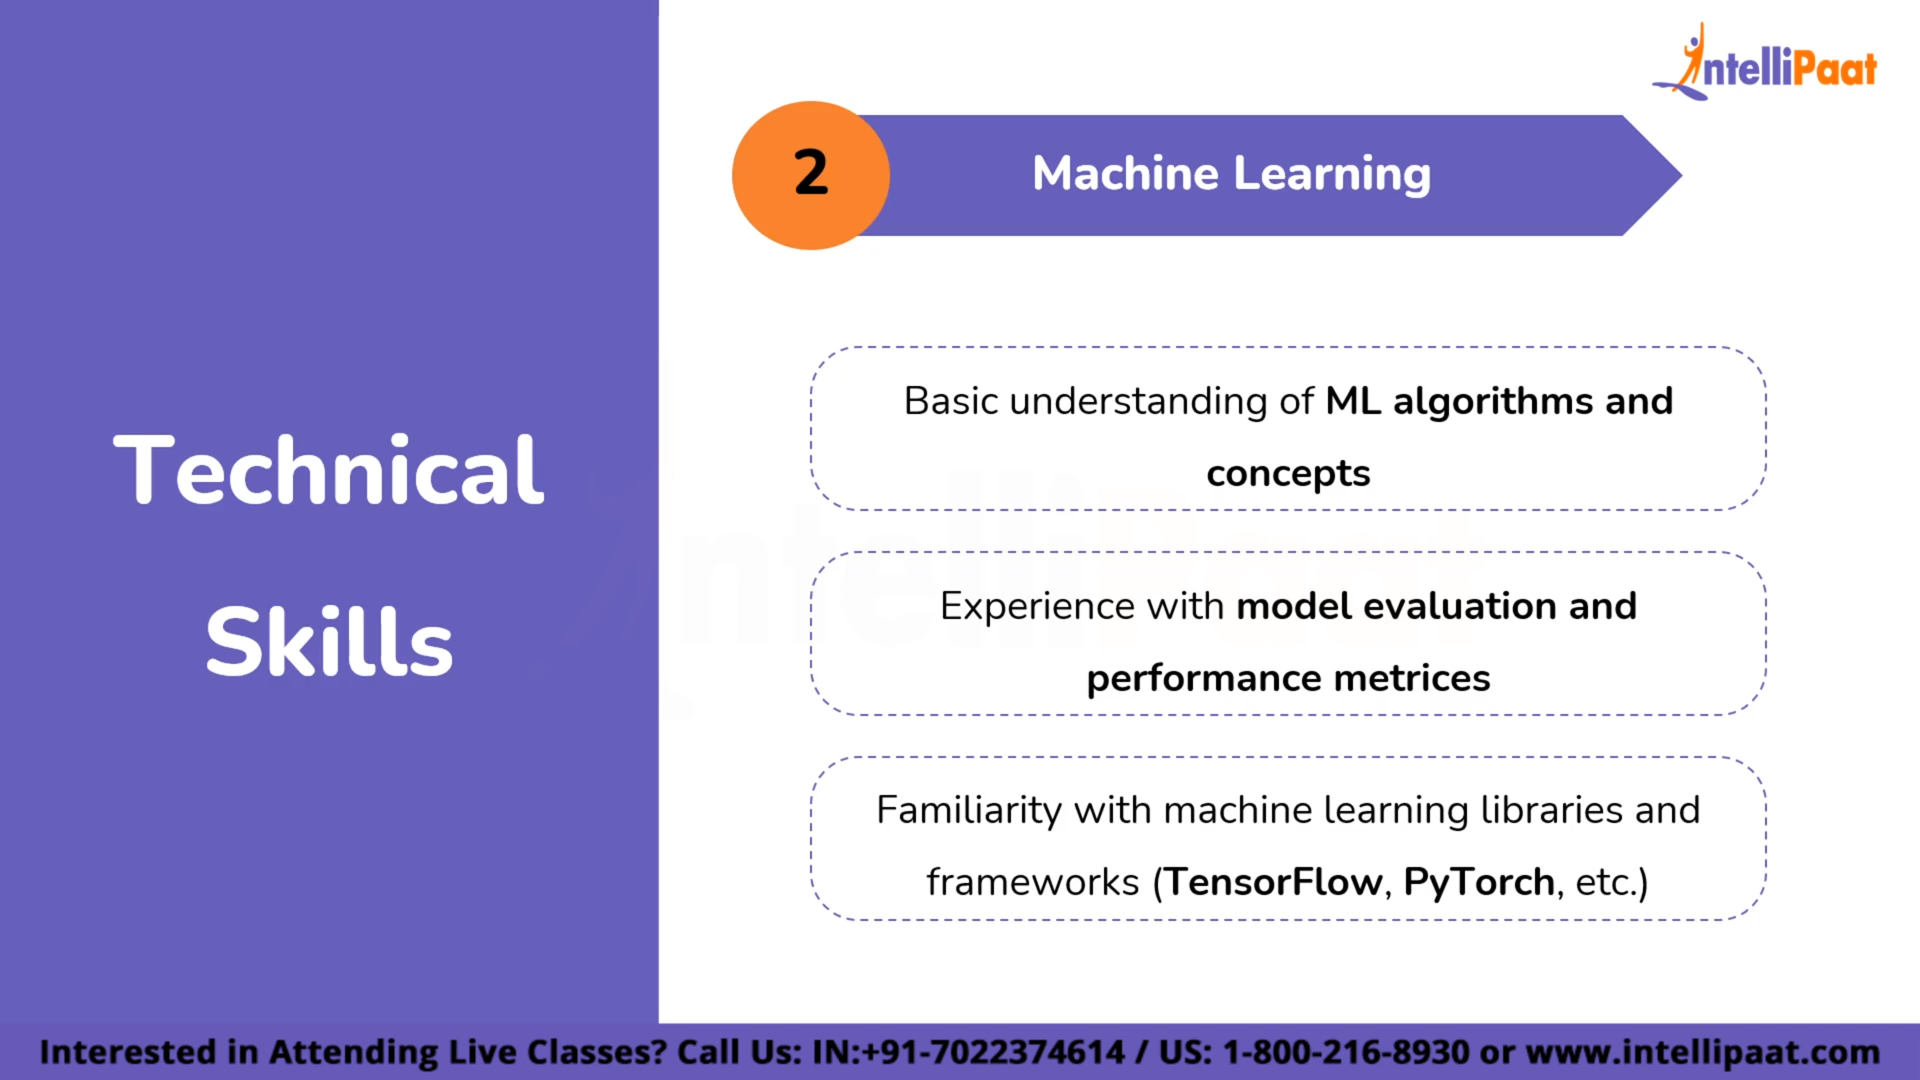 Technical
Skills
IntelliPaat
2
Machine Learning
Basic understanding of ML algorithms and
concepts
Experience with model evaluation and
performance metrices
Familiarity with machine learning libraries and
frameworks (TensorFlow, PyTorch, etc.)
Interested in Attending Live Classes? Call Us: IN:+91-7022374614 / US: 1-800-216-8930 or www.intellipaat.com